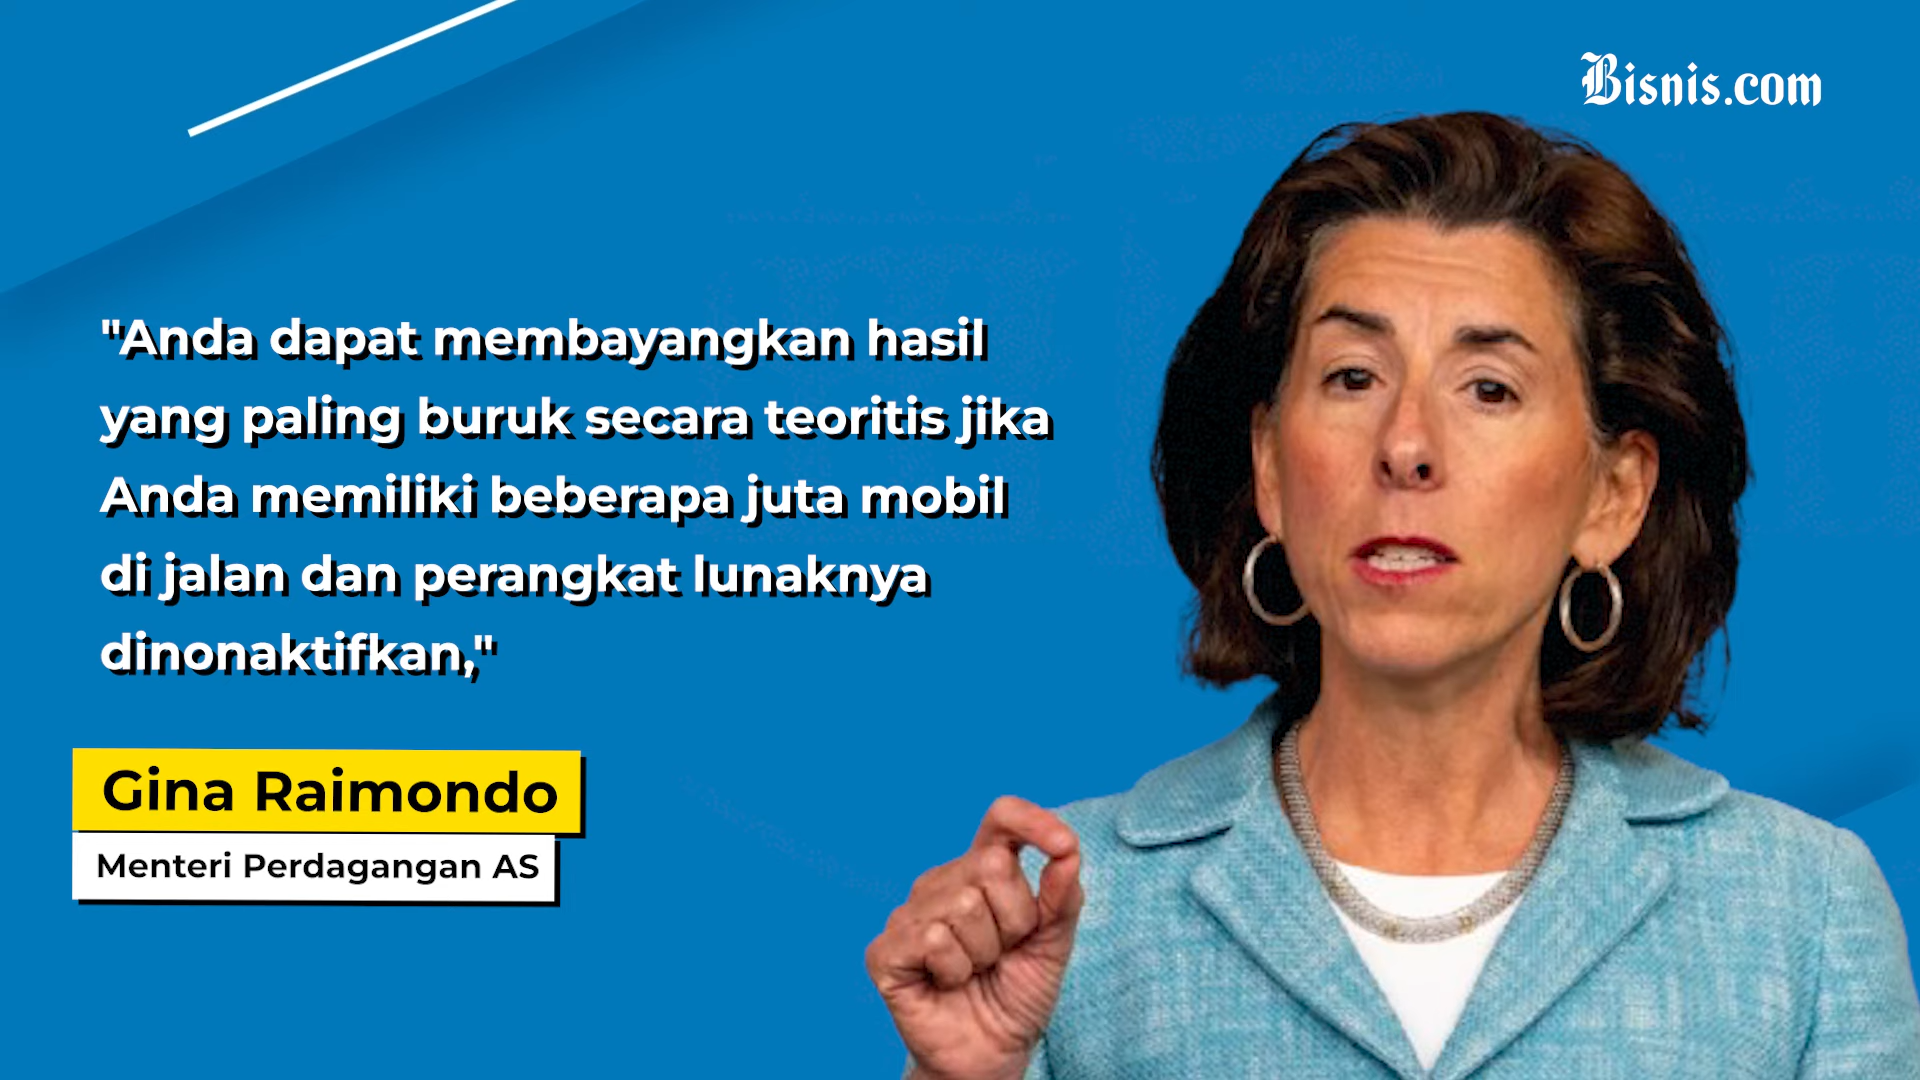 Bisnis.com
"Anda dapat membayangkan hasil
yang paling buruk secara teoritis jika
Anda memiliki beberapa juta mobil
di jalan dan perangkat lunaknya
dinonaktifkan,"
Gina Raimondo
Menteri Perdagangan AS